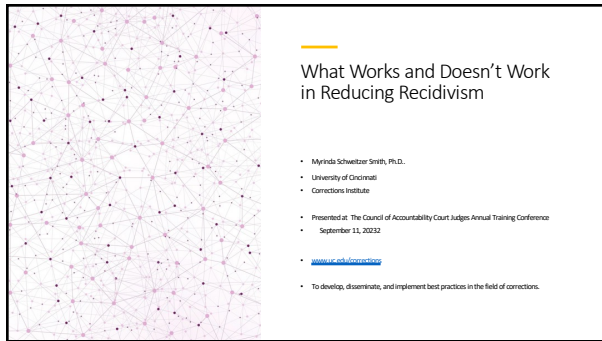 What Works and Doesn’t Work
in Reducing Recidivism
• Myrinda Schweitzer Smith, Ph.D..
• University of Cincinnati
• Corrections Institute
• Presented at The Council of Accountability Court Judges Annual Training Conference
• September 11, 20232
• www.uc.edu/corrections
• To develop, disseminate, and implement best practices in the field of corrections.